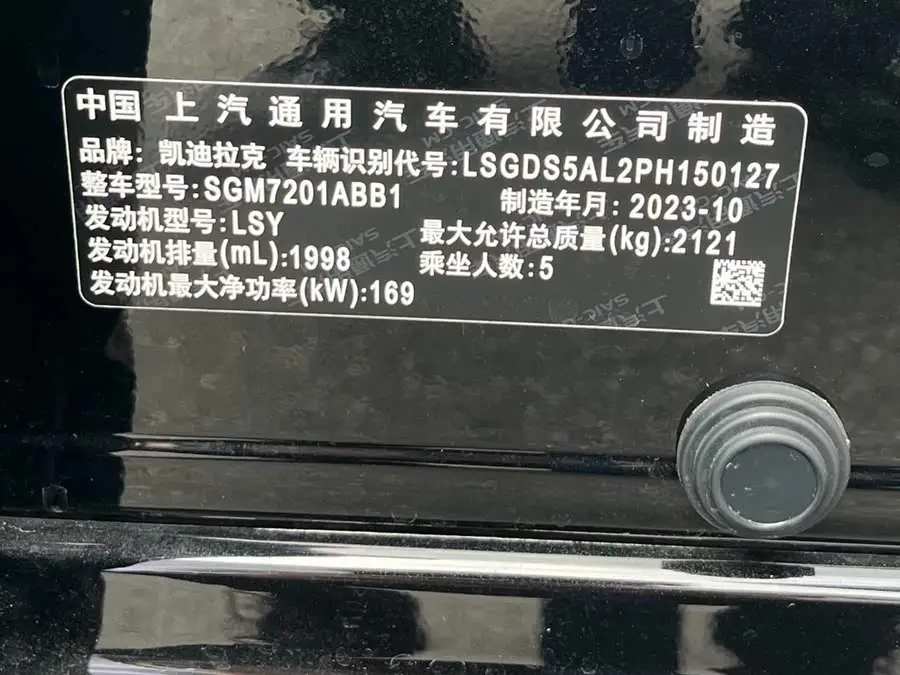 中国上汽通用汽车有限公司制造
品牌：凯迪拉克 车辆识别代号:LSGDS5AL2PH150127
整车型号:SGM7201ABB1 制造年月: 2023-10
发动机型号:LSY 最大允许总质量(kg):2121
发动机排量(mL):1998 乘坐人数:5
发动机最大净功率(kW):169